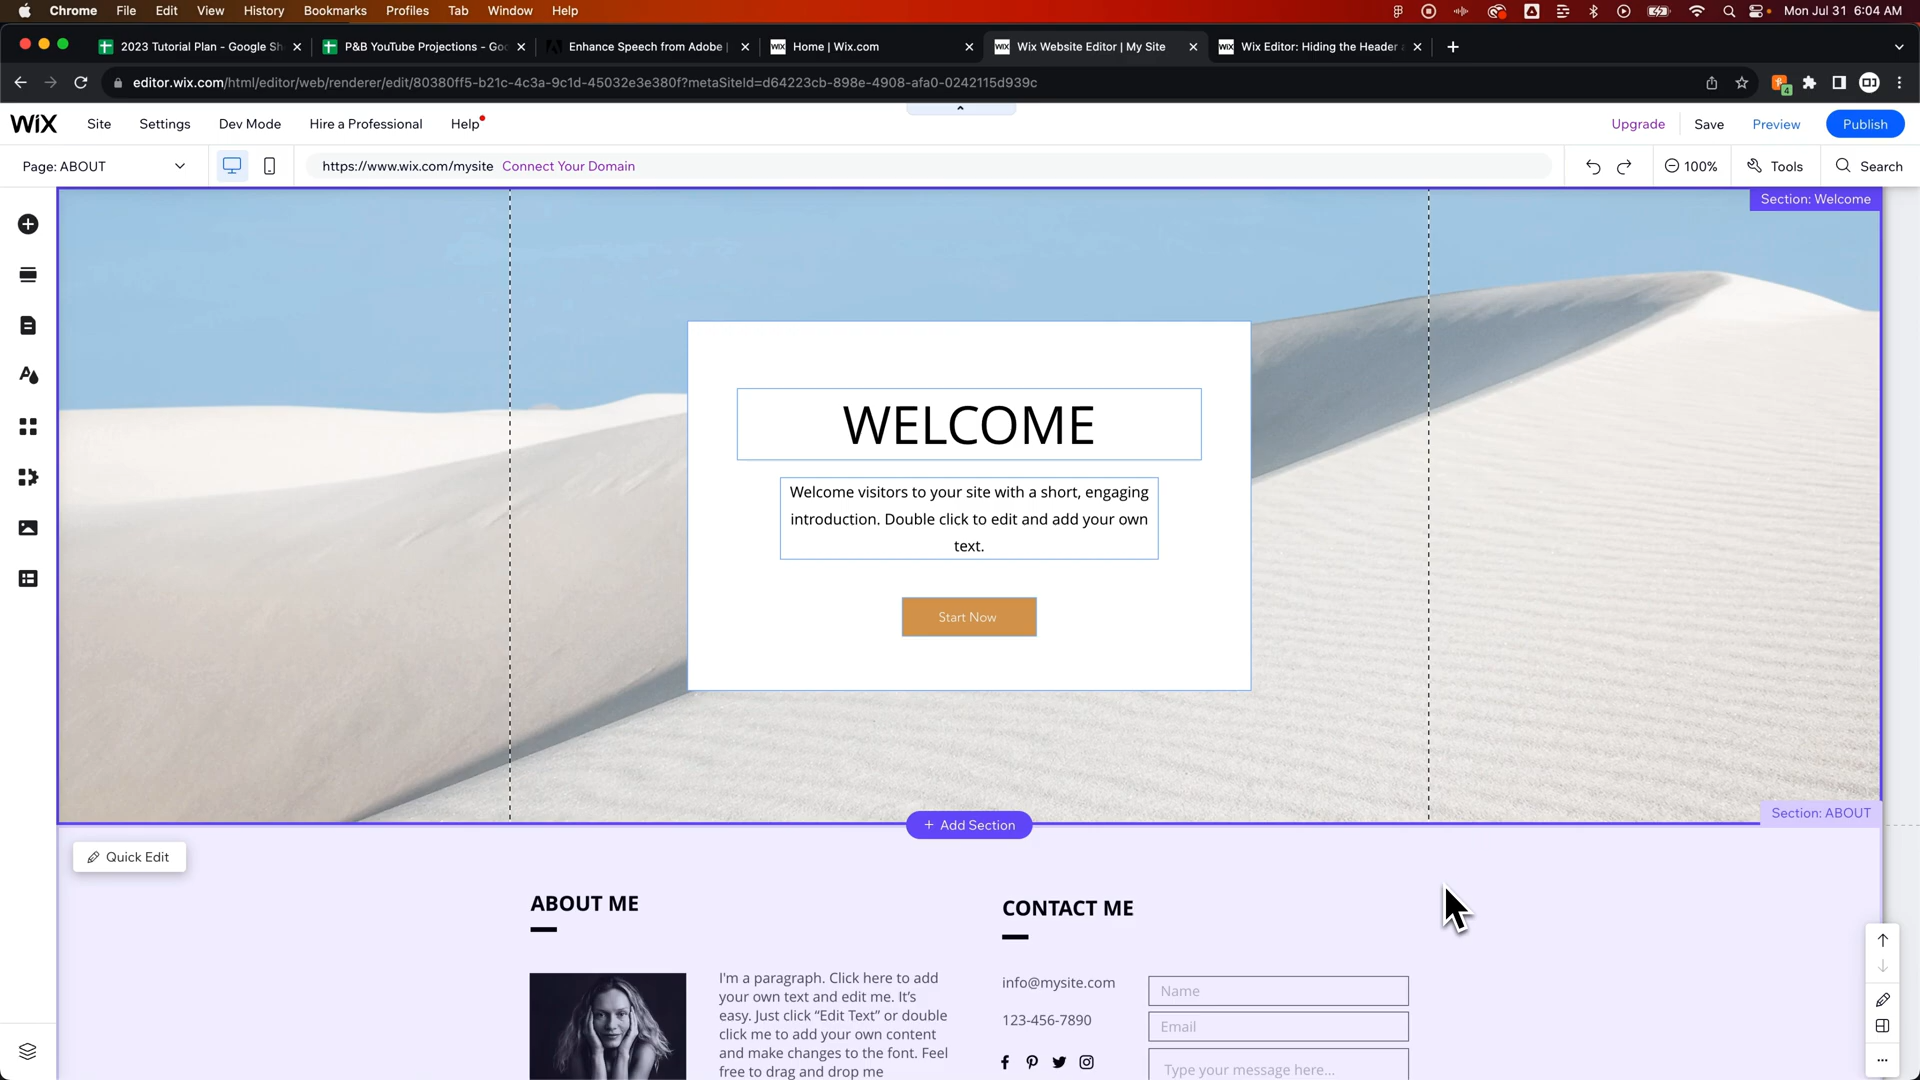 Chrome File Edit View History Bookmarks Profiles Tab Window Help Mon Jul 31 6:04 AM
2023 Tutorial Plan - Google Sh P&B YouTube Projections - Goo Enhance Speech from Adobe | Home | Wix.com Wix Website Editor | My Site Wix Editor: Hiding the Header a
editor.wix.com/html/editor/web/renderer/edit/80380ff5-b21c-4c3a-9c1d-45032e3e380f?metaSiteId=d64223cb-898e-4908-afa0-0242115d939c 4
WiX Site Settings Dev Mode Hire a Professional Help Upgrade Save Preview Publish
Page: ABOUT https://www.wix.com/mysite Connect Your Domain 100% Tools Search
Section: Welcome
WELCOME
Welcome visitors to your site with a short, engaging
introduction. Double click to edit and add your own
text.
Start Now
Section: ABOUT
+ Add Section
Quick Edit
ABOUT ME
CONTACT ME
I'm a paragraph. Click here to add
your own text and edit me. It's
easy. Just click “Edit Text” or double
click me to add your own content
and make changes to the font. Feel
free to drag and drop me
info@mysite.com
123-456-7890
Name
Email
Type your message here...